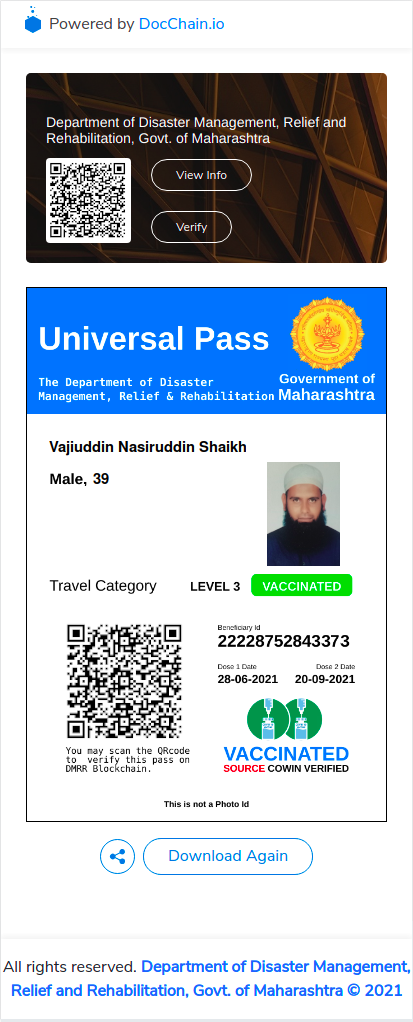 Powered by DocChain.io
Department of Disaster Management, Relief and
Rehabilitation, Govt. of Maharashtra
View Info
Verify
Universal Pass
The Department of Disaster
Management, Relief & Rehabilitation
Government of
Maharashtra
Vajiuddin Nasiruddin Shaikh
Male, 39
Travel Category
LEVEL 3
VACCINATED
Beneficiary Id
22228752843373
Dose 1 Date
Dose 2 Date
28-06-2021
20-09-2021
You may scan the QRcode
to verify this pass on
DMRR Blockchain.
VACCINATED
SOURCE COWIN VERIFIED
This is not a Photo Id
Download Again
All rights reserved. Department of Disaster Management,
Relief and Rehabilitation, Govt. of Maharashtra © 2021